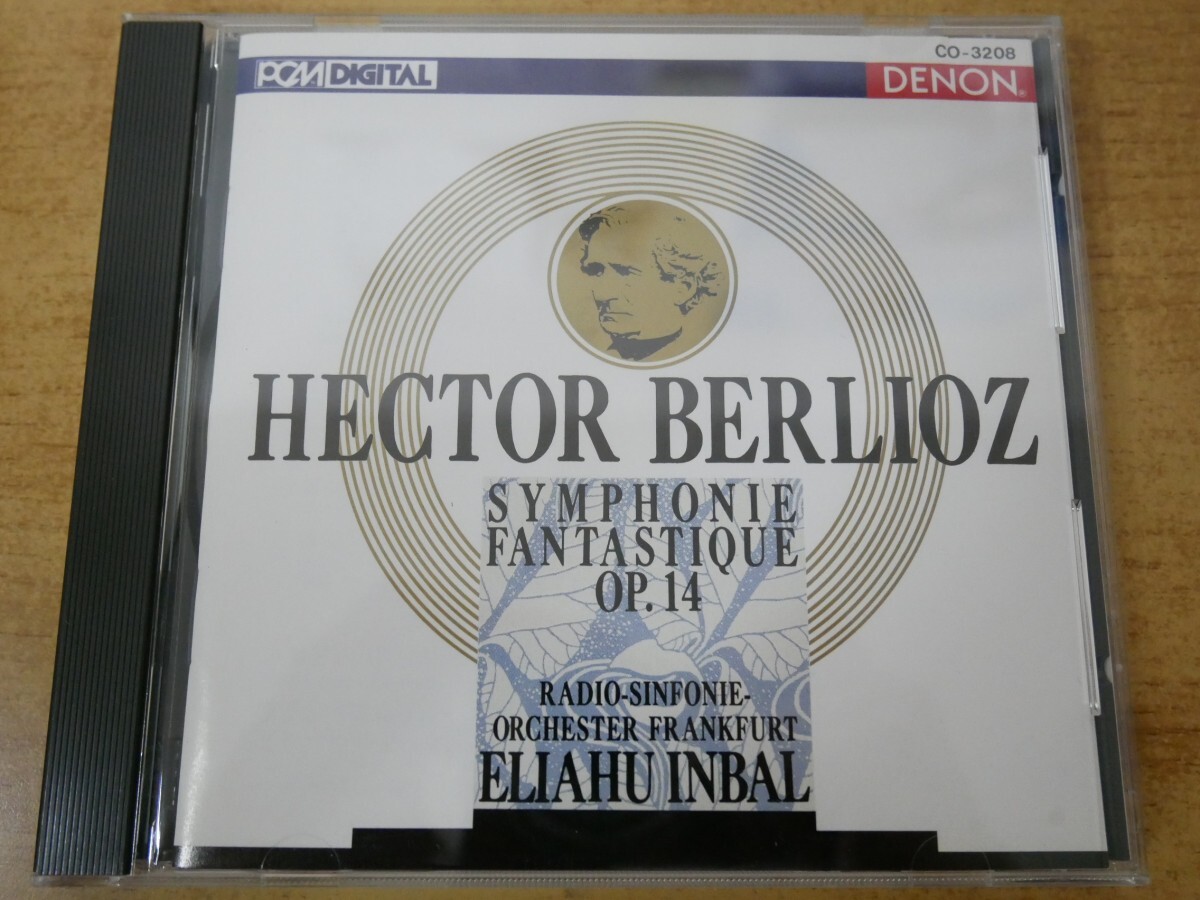 CO-3208
PCM DIGITAL DENON®
HECTOR BERLIOZ
SYMPHONIE
FANTASTIQUE
OP. 14
RADIO-SINFONIE-
ORCHESTER FRANKFURT
ELIAHU INBAL